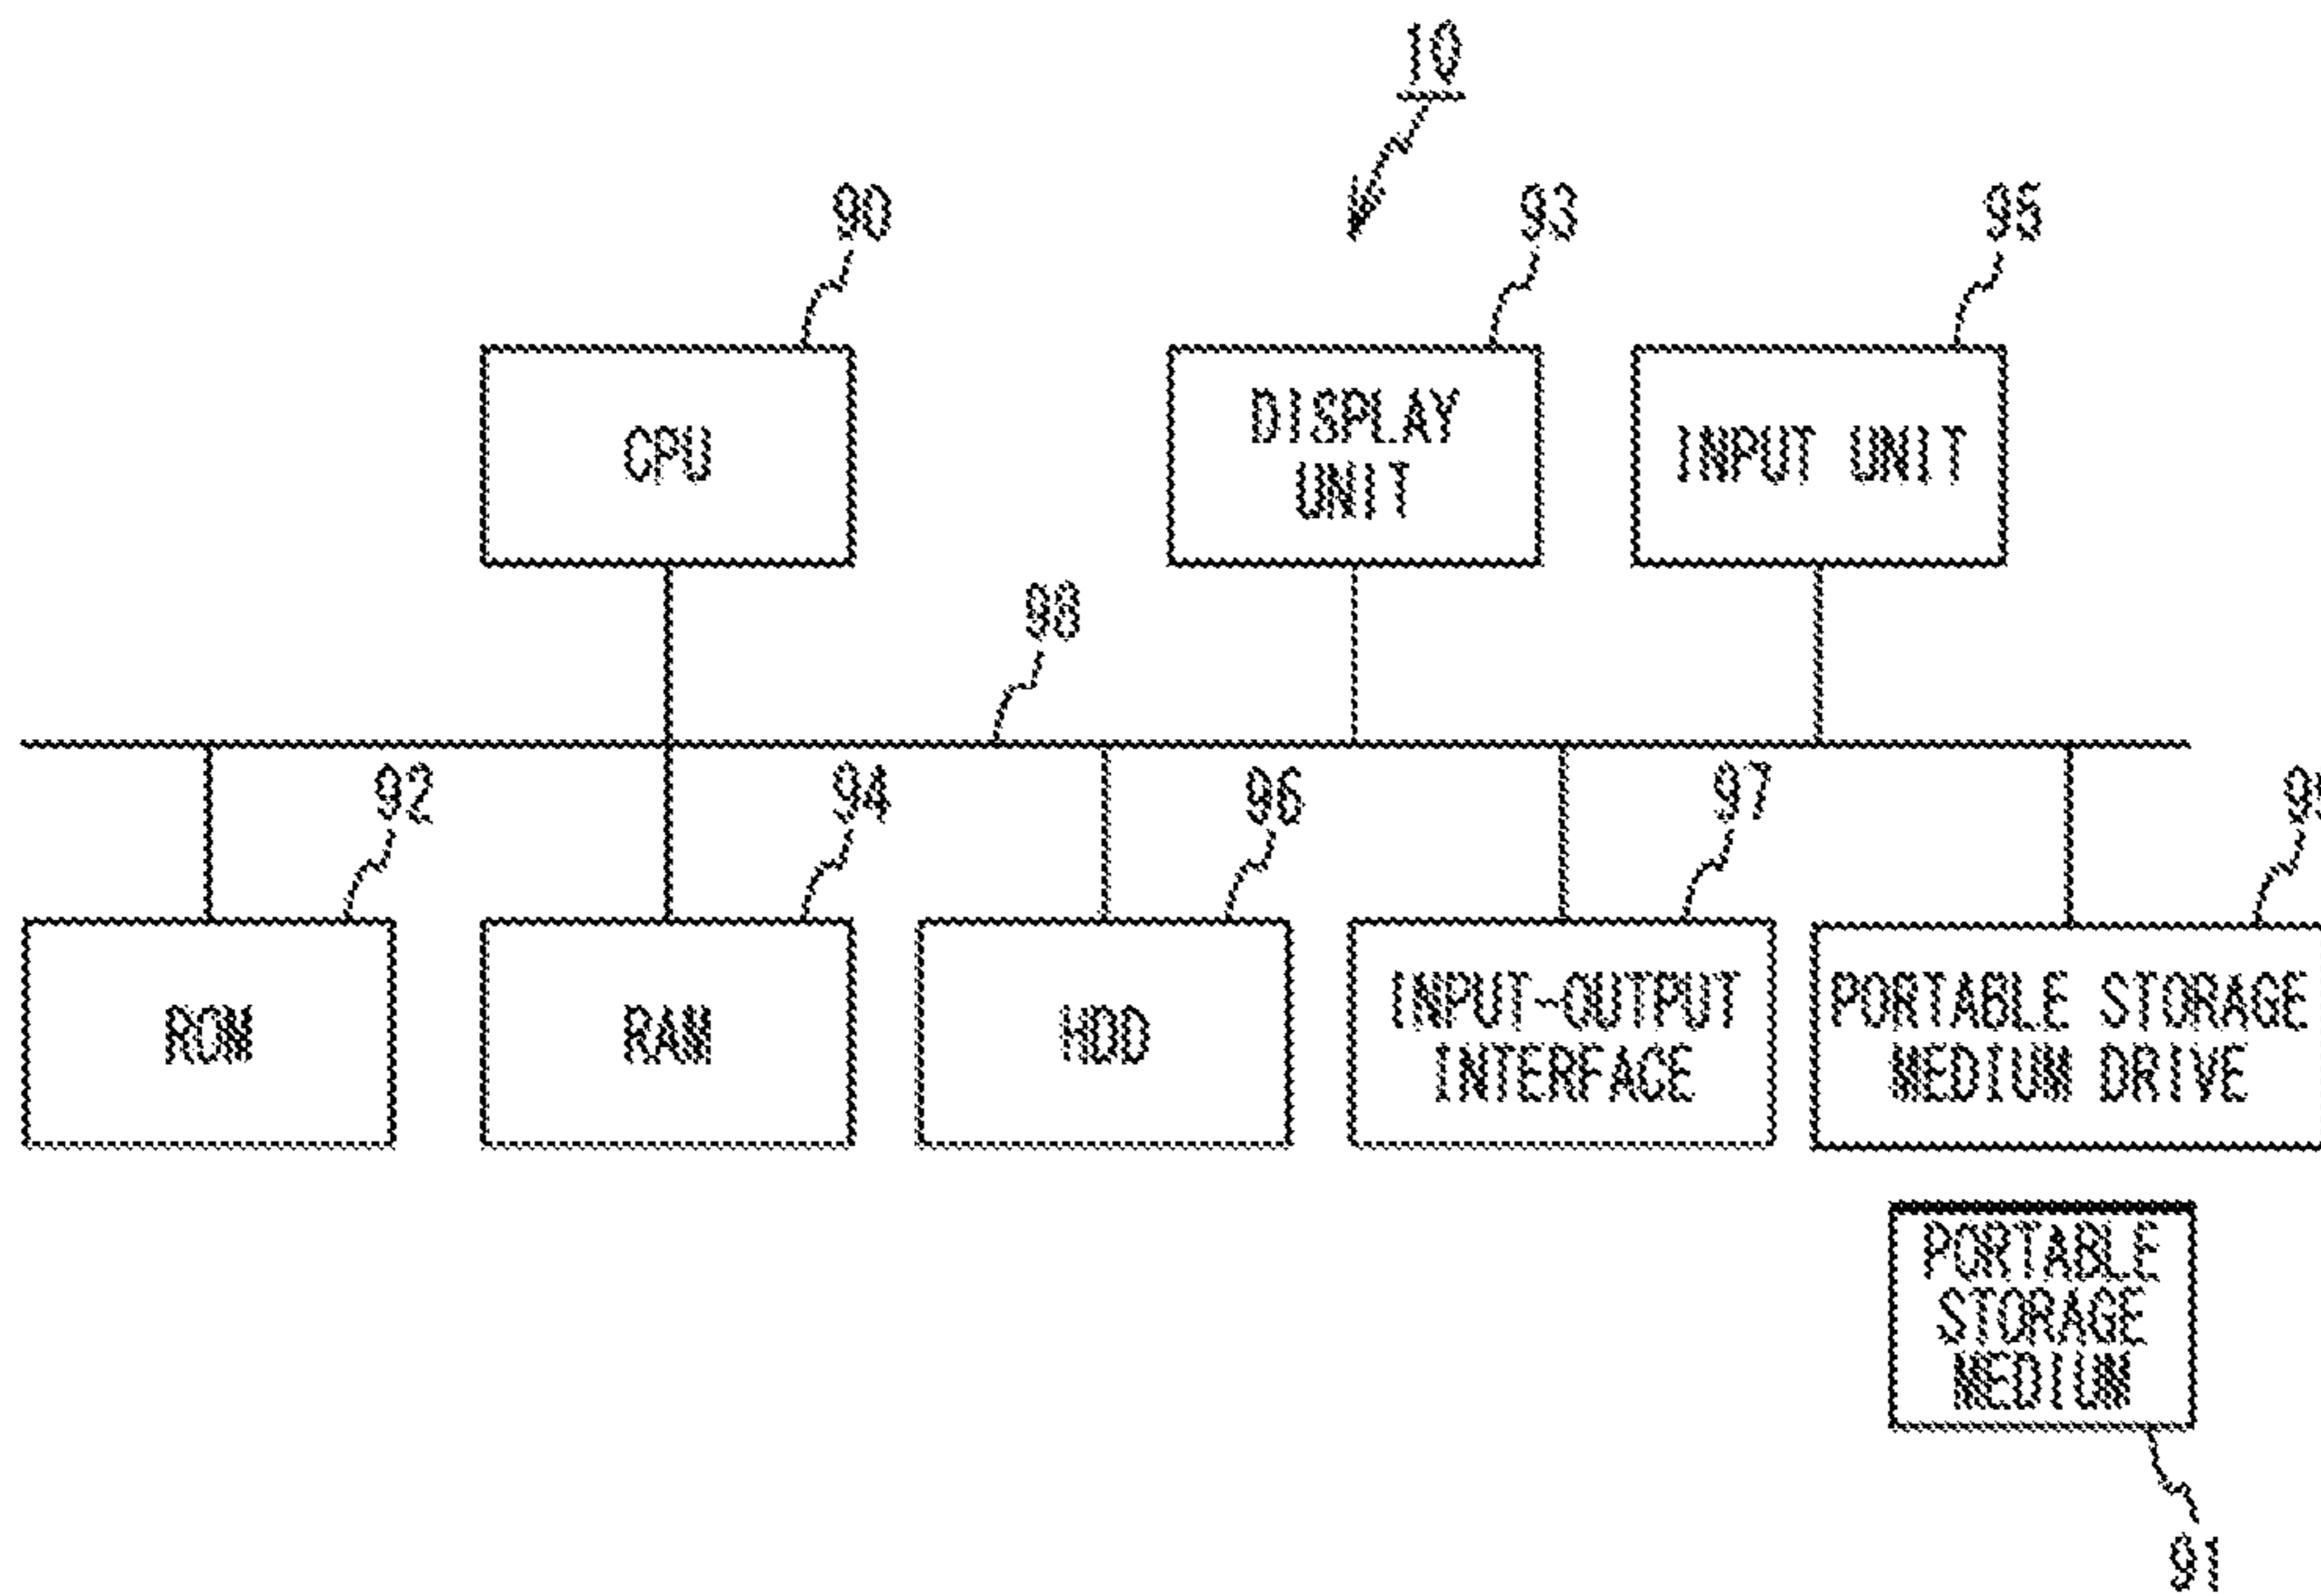 10
90
93
95
CPU
DISPLAY
UNIT
INPUT UNIT
98
92
94
96
97
ROM
RAM
HDD
INPUT-OUTPUT
INTERFACE
PORTABLE STORAGE
MEDIUM DRIVE
PORTABLE
STORAGE
MEDIUM
91